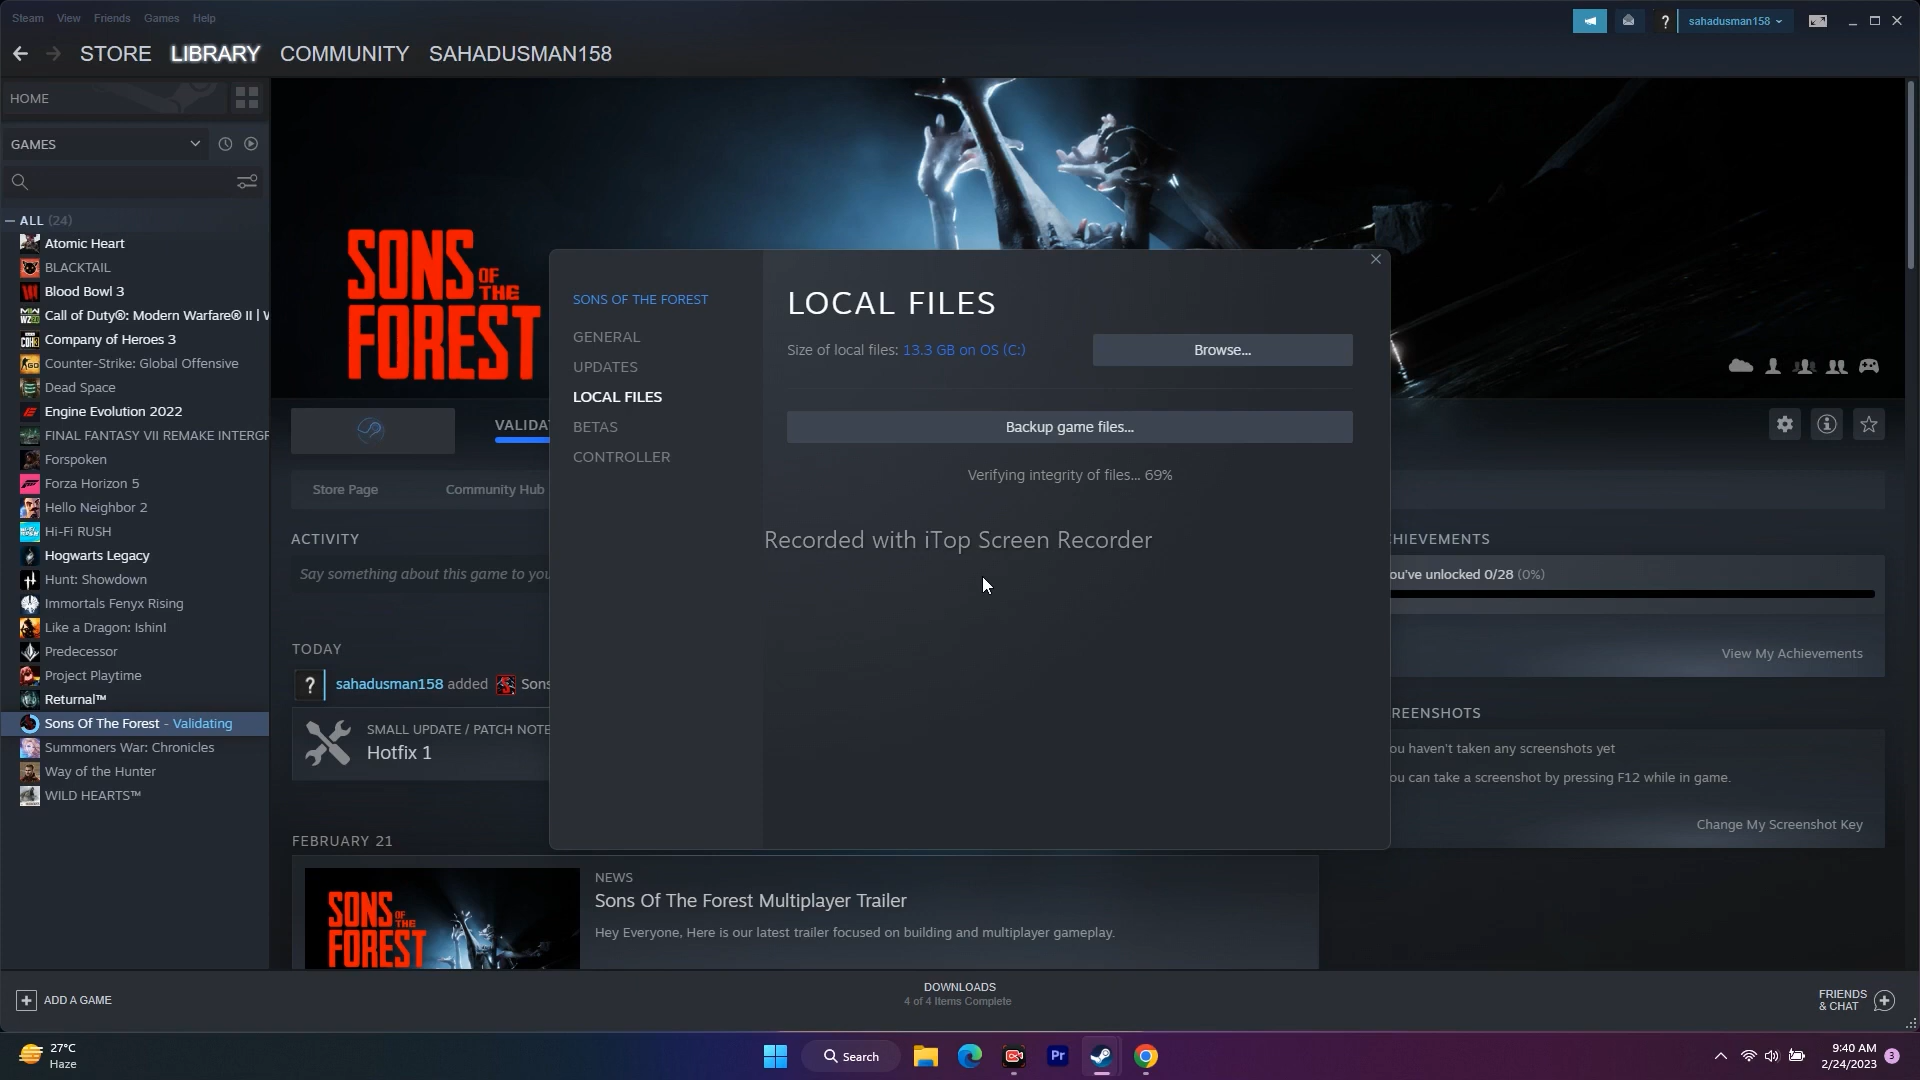 Steam View Friends Games Help
sahadusman158
STORE LIBRARY COMMUNITY SAHADUSMAN158
HOME
GAMES
ALL (24)
Atomic Heart
BLACKTAIL
Blood Bowl 3
Call of Duty®: Modern Warfare® II |
Company of Heroes 3
Counter-Strike: Global Offensive
Dead Space
Engine Evolution 2022
FINAL FANTASY VII REMAKE INTERGR
Forspoken
Forza Horizon 5
Hello Neighbor 2
Hi-Fi RUSH
Hogwarts Legacy
Hunt: Showdown
Immortals Fenyx Rising
Like a Dragon: Ishin!
Predecessor
Project Playtime
Returnal™
Sons Of The Forest - Validating
Summoners War: Chronicles
Way of the Hunter
WILD HEARTS™
SONS OF THE FOREST
VALIDAT
Store Page Community Hub
ACTIVITY
Say something about this game to you
TODAY
sahadusman158 added Sons
SMALL UPDATE / PATCH NOTE
Hotfix 1
FEBRUARY 21
SONS OF THE FOREST
NEWS
Sons Of The Forest Multiplayer Trailer
Hey Everyone, Here is our latest trailer focused on building and multiplayer gameplay.
SONS OF THE FOREST
GENERAL
UPDATES
LOCAL FILES
BETAS
CONTROLLER
LOCAL FILES
Size of local files: 13.3 GB on OS (C:)
Browse...
Backup game files...
Verifying integrity of files... 69%
Recorded with iTop Screen Recorder
CHIEVEMENTS
ou've unlocked 0/28 (0%)
View My Achievements
REENSHOTS
ou haven't taken any screenshots yet
ou can take a screenshot by pressing F12 while in game.
Change My Screenshot Key
ADD A GAME
DOWNLOADS
4 of 4 Items Complete
FRIENDS
& CHAT
27°C
Haze
Search
Pr
9:40 AM
2/24/2023
3